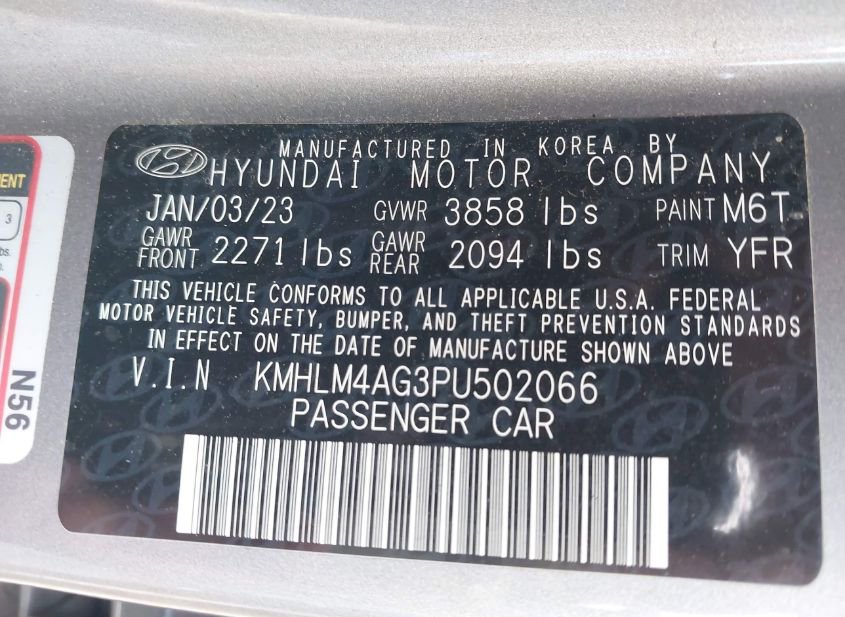 MANUFACTURED IN KOREA BY
HYUNDAI MOTOR COMPANY
JAN/03/23 GVWR 3858 lbs PAINT M6T
GAWR FRONT 2271 lbs GAWR REAR 2094 lbs TRIM YFR
THIS VEHICLE CONFORMS TO ALL APPLICABLE U.S.A. FEDERAL
MOTOR VEHICLE SAFETY, BUMPER, AND THEFT PREVENTION STANDARDS
IN EFFECT ON THE DATE OF MANUFACTURE SHOWN ABOVE
V.I.N KMHLM4AG3PU502066
PASSENGER CAR
3
N56